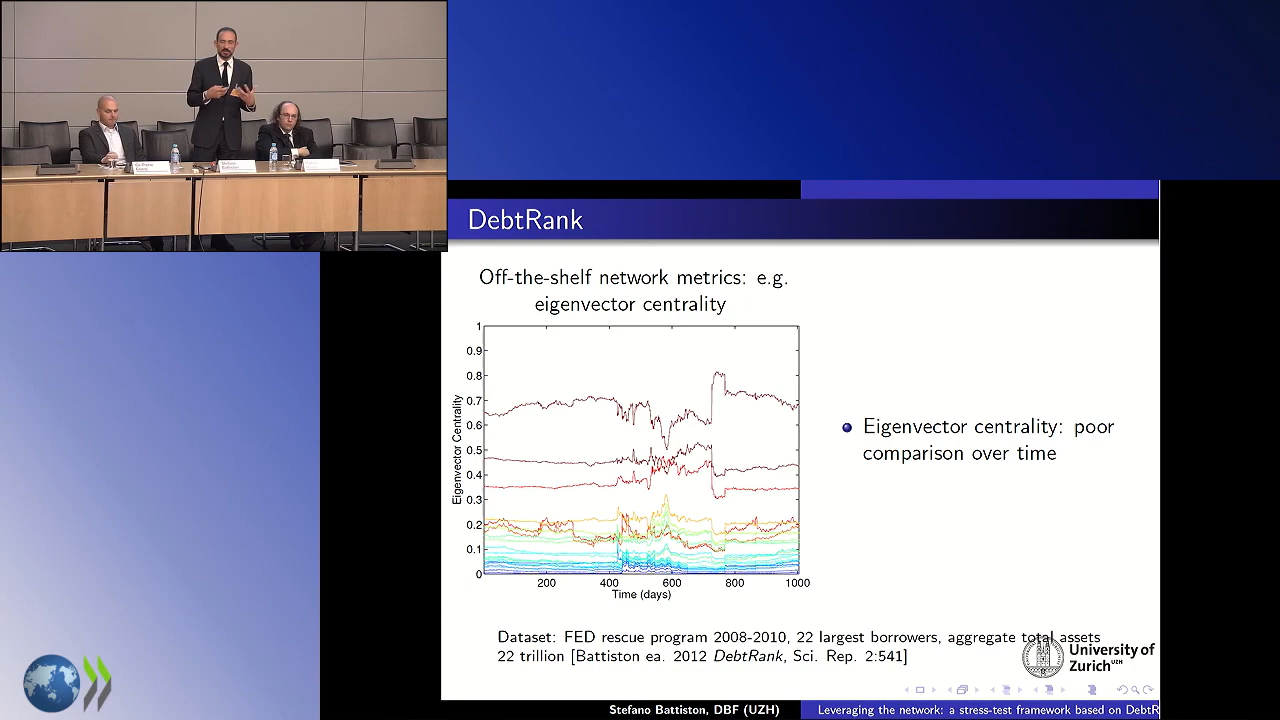 DebtRank
Off-the-shelf network metrics: e.g.
eigenvector centrality
1
0.9
0.8
0.7
0.6
0.5
0.4
0.3
0.2
0.1
0
Eigenvector Centrality
200
400
600
800
1000
Time (days)
Eigenvector centrality: poor
comparison over time
Dataset: FED rescue program 2008-2010, 22 largest borrowers, aggregate total assets
22 trillion [Battiston ea. 2012 DebtRank, Sci. Rep. 2:541]
University of
Zurich UZH
Stefano Battiston, DBF (UZH)
Leveraging the network: a stress-test framework based on DebtR